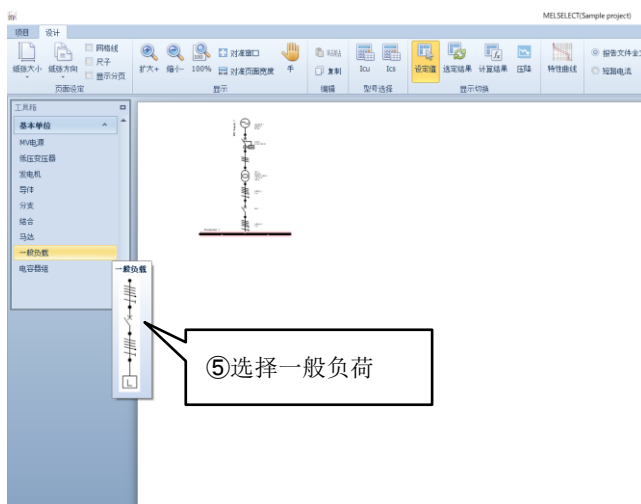 MELSELECT(Sample project)
项目 设计
纸张大小 纸张方向 网格线 尺子 显示分页
扩大+ 缩小- 100% 对准窗口 对准页面宽度 手
粘贴 复制
Icu Ics
设定值 选定结果 计算结果 压降
特性曲线
短路电流
页面设定 显示 编辑 型号选择 显示切换
工具箱
基本单位
MV电源
低压变压器
发电机
导体
分支
结合
马达
一般负载
电容器组
一般负载
L
⑤选择一般负荷